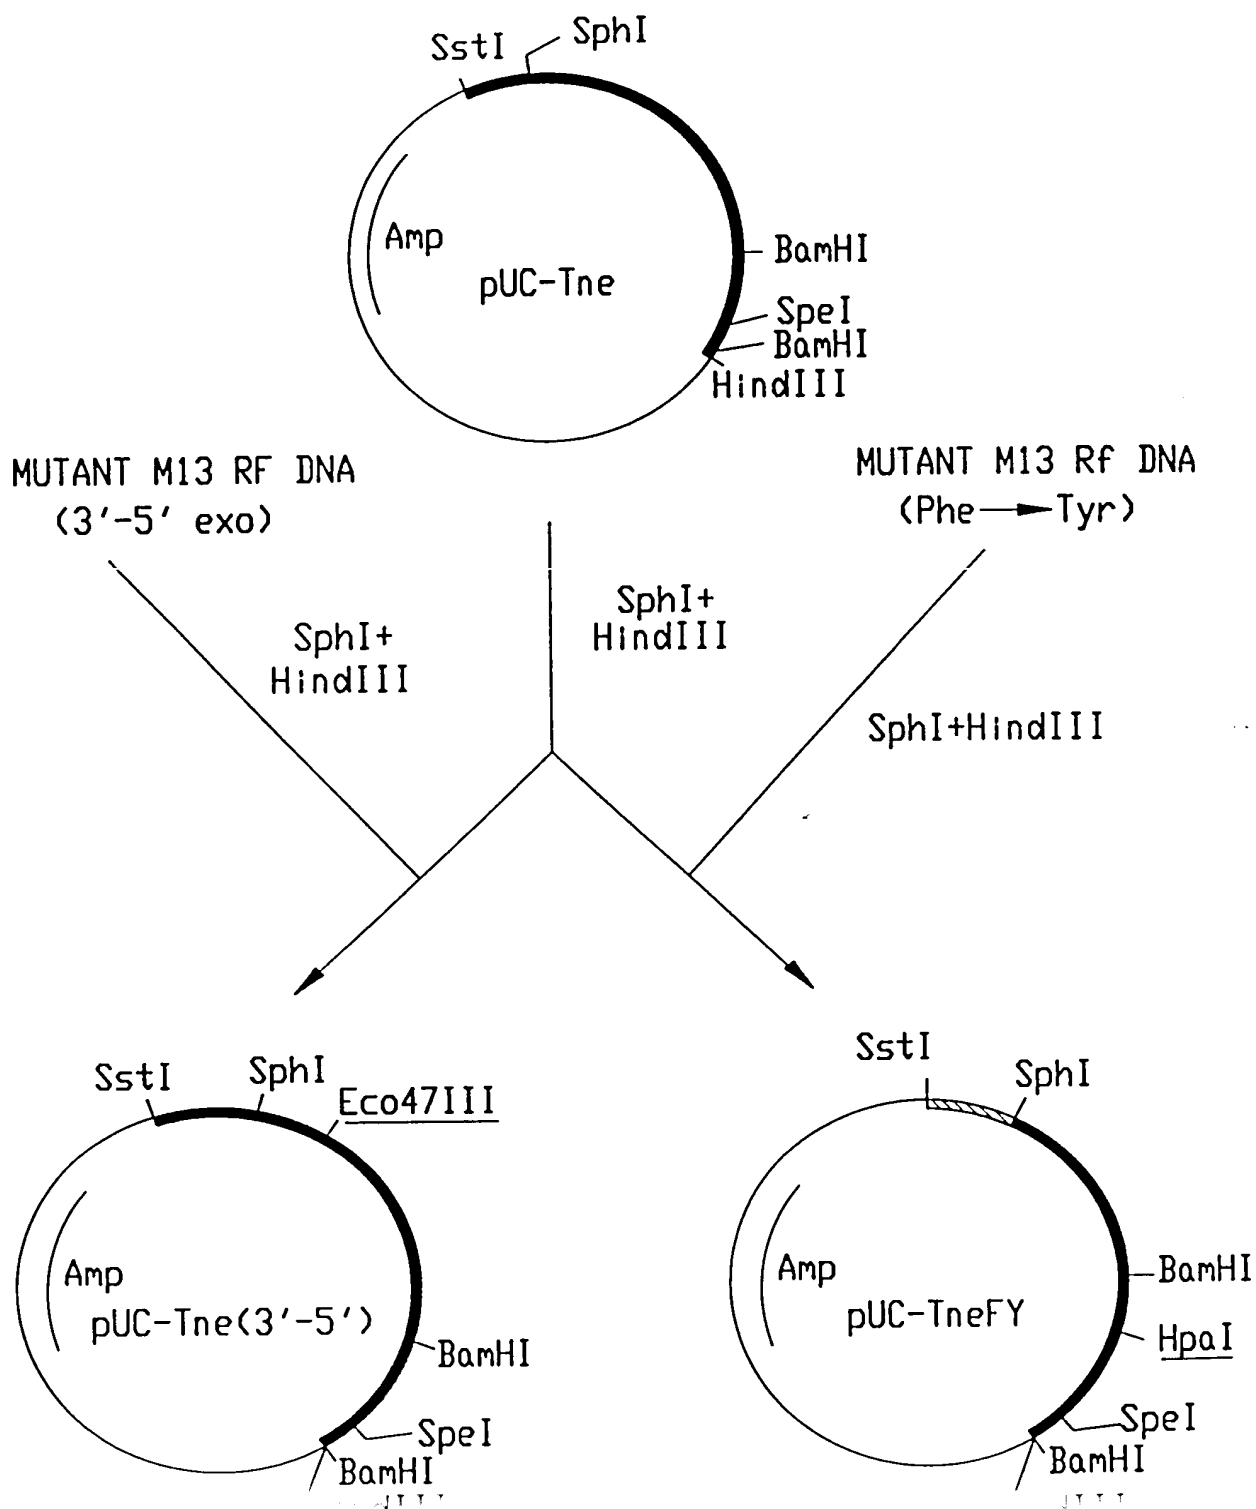 SstI
SphI
Amp
pUC-Tne
BamHI
SpeI
BamHI
HindIII
MUTANT M13 RF DNA
(3'-5' exo)
MUTANT M13 Rf DNA
(Phe → Tyr)
SphI+
HindIII
SphI+
HindIII
SphI+HindIII
SstI
SphI
Eco47III
Amp
pUC-Tne(3'-5')
BamHI
SpeI
BamHI
SstI
SphI
Amp
pUC-TneFY
BamHI
HpaI
SpeI
BamHI